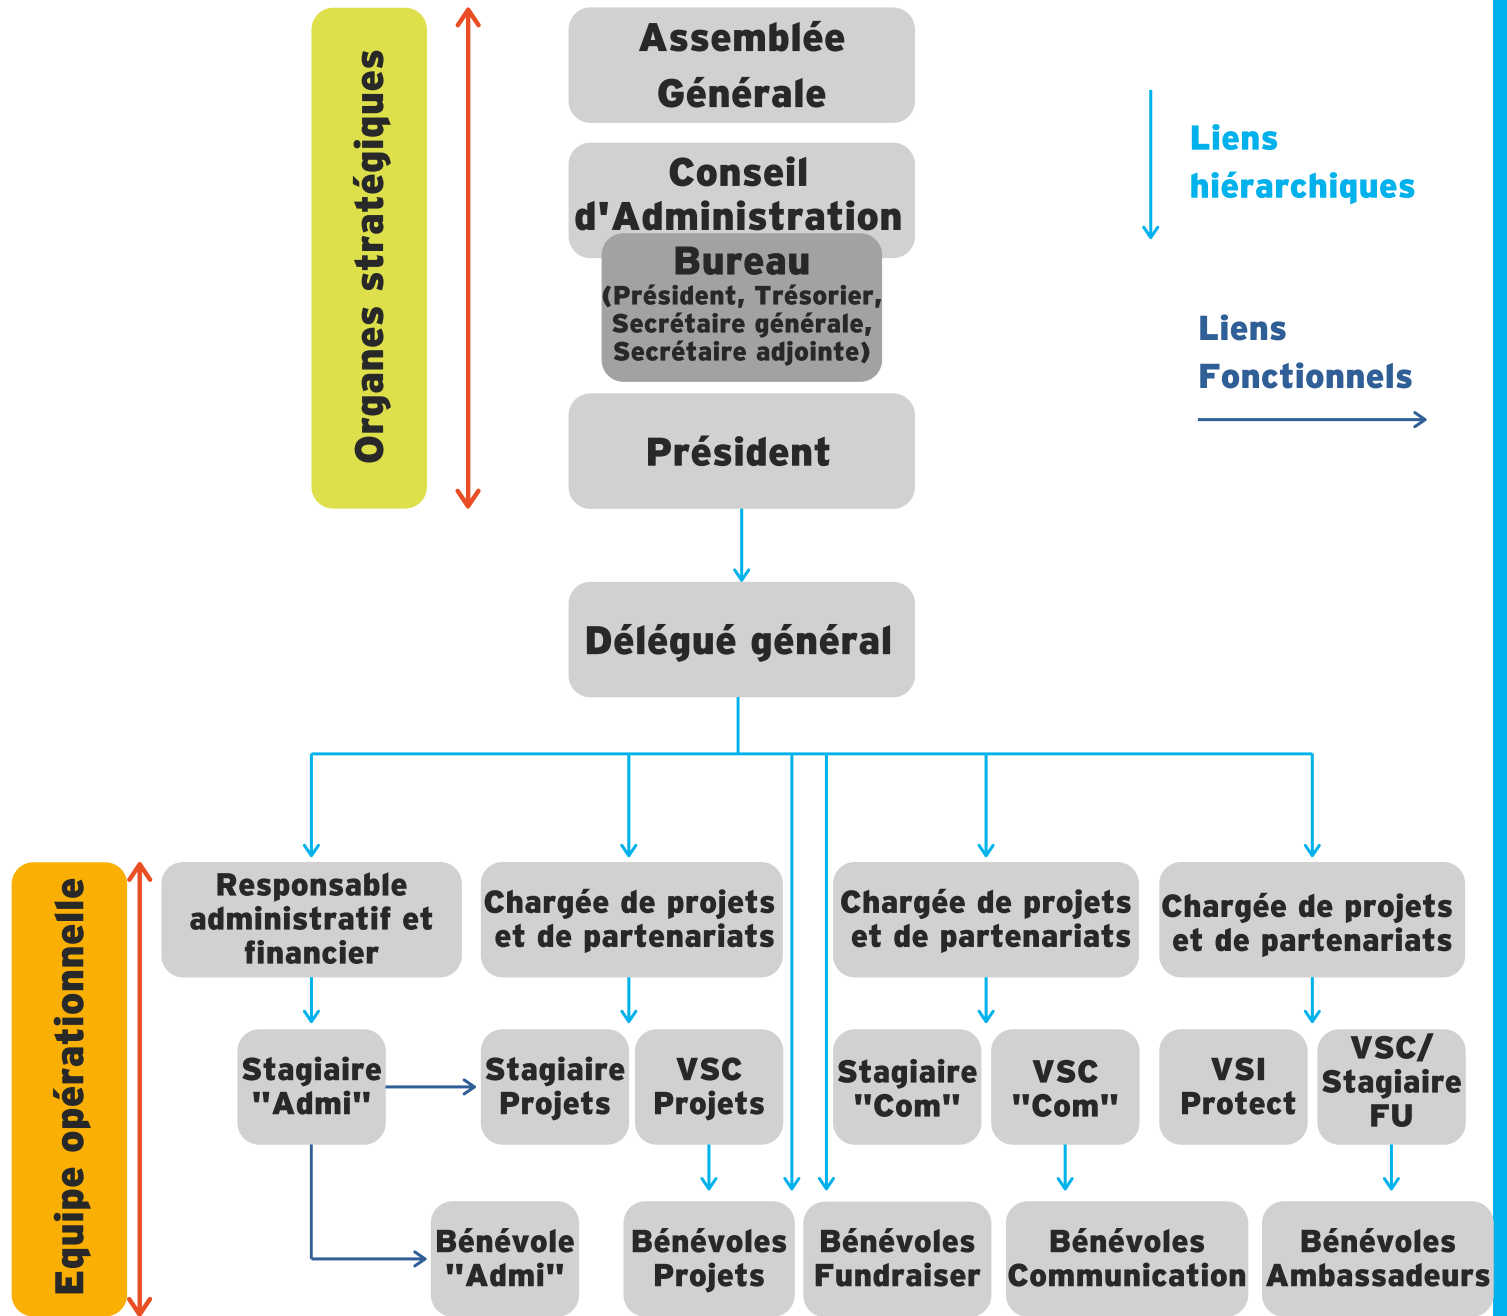 Organes stratégiques
Assemblée
Générale
Conseil
d'Administration
Bureau
(Président, Trésorier,
Secrétaire générale,
Secrétaire adjointe)
Président
Liens
hiérarchiques
Liens
Fonctionnels
Délégué général
Equipe opérationnelle
Responsable
administratif et
financier
Chargée de projets
et de partenariats
Chargée de projets
et de partenariats
Chargée de projets
et de partenariats
Stagiaire
"Admi"
Stagiaire
Projets
VSC
Projets
Stagiaire
"Com"
VSC
"Com"
VSI
Protect
VSC/
Stagiaire
FU
Bénévole
"Admi"
Bénévoles
Projets
Bénévoles
Fundraiser
Bénévoles
Communication
Bénévoles
Ambassadeurs